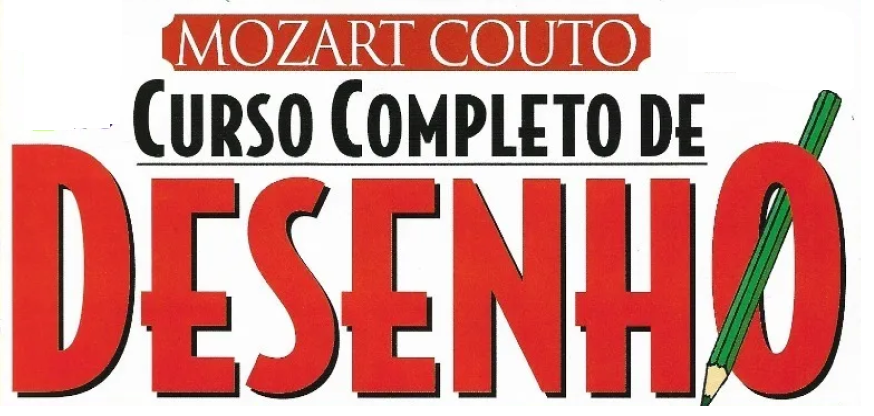 MOZART COUTO
CURSO COMPLETO DE
DESENHO